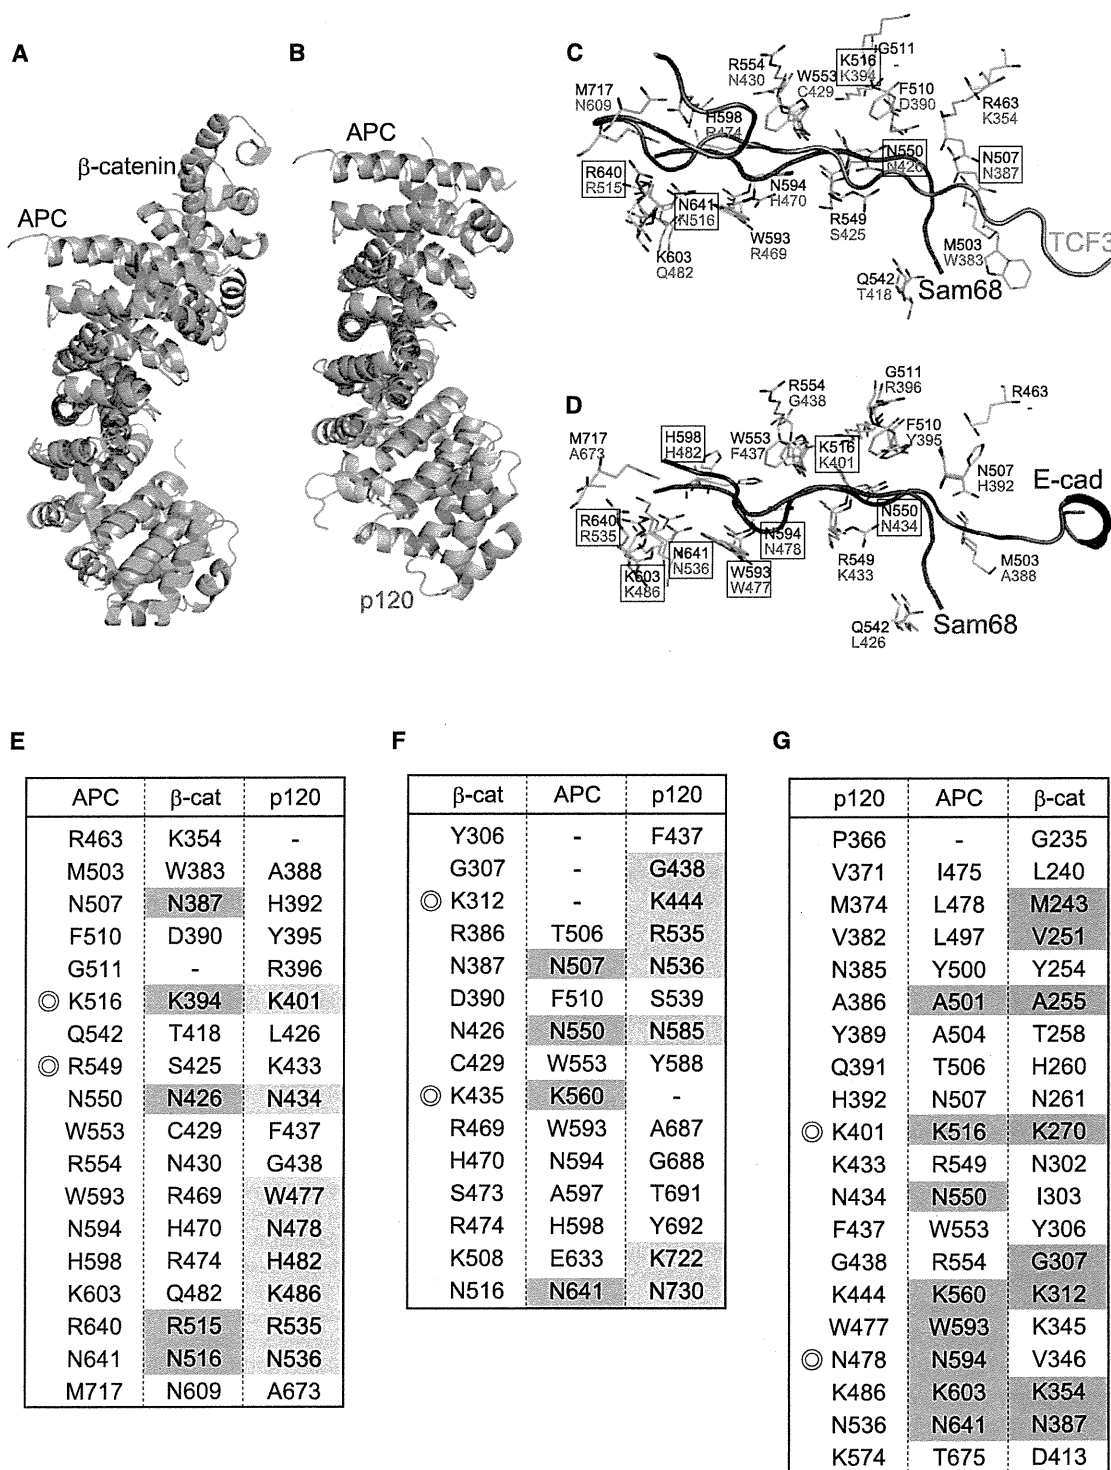 A
β-catenin
APC
B
APC
p120
C
M717
N609
R554
N430
H598
R474
W553
C429
K516
K394
G511
F510
D390
R463
K354
R640
R515
N641
N516
K603
Q482
W593
R469
N594
H470
R549
S425
N550
N426
N507
N387
M503
W383
TCF3
Q542
T418
Sam68
D
M717
A673
H598
H482
W553
F437
R554
G438
K516
K401
G511
R396
F510
Y395
R463
-
N507
H392
E-cad
R640
R535
K603
K486
N641
N536
W593
W477
N594
N478
R549
K433
N550
N434
M503
A388
Q542
L426
Sam68
E
APC β-cat p120
R463 K354 -
M503 W383 A388
N507 N387 H392
F510 D390 Y395
G511 - R396
◎ K516 K394 K401
Q542 T418 L426
◎ R549 S425 K433
N550 N426 N434
W553 C429 F437
R554 N430 G438
W593 R469 W477
N594 H470 N478
H598 R474 H482
K603 Q482 K486
R640 R515 R535
N641 N516 N536
M717 N609 A673
F
β-cat APC p120
Y306 - F437
G307 - G438
◎ K312 - K444
R386 T506 R535
N387 N507 N536
D390 F510 S539
N426 N550 N585
C429 W553 Y588
◎ K435 K560 -
R469 W593 A687
H470 N594 G688
S473 A597 T691
R474 H598 Y692
K508 E633 K722
N516 N641 N730
G
p120 APC β-cat
P366 - G235
V371 I475 L240
M374 L478 M243
V382 L497 V251
N385 Y500 Y254
A386 A501 A255
Y389 A504 T258
Q391 T506 H260
H392 N507 N261
◎ K401 K516 K270
K433 R549 N302
N434 N550 I303
F437 W553 Y306
G438 R554 G307
K444 K560 K312
W477 W593 K345
◎ N478 N594 V346
K486 K603 K354
N536 N641 N387
K574 T675 D413